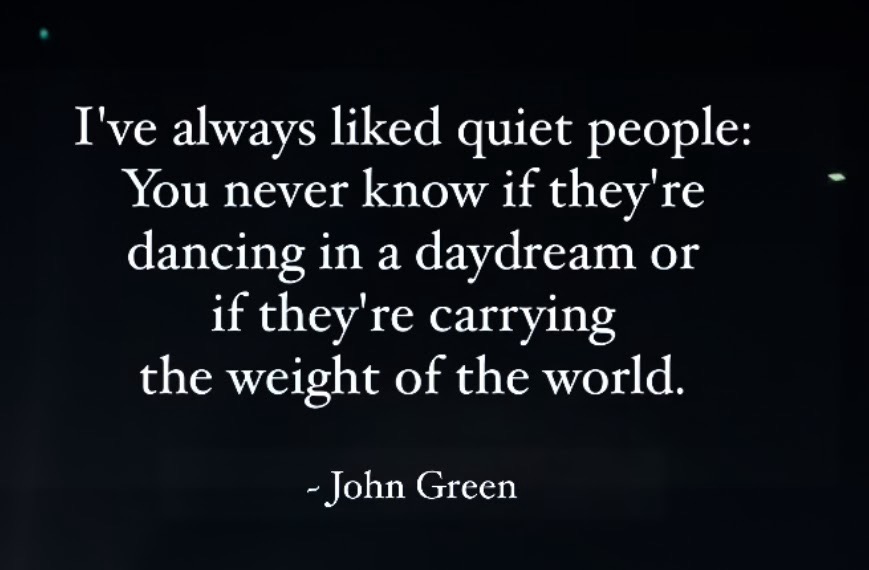 I've always liked quiet people:
You never know if they're
dancing in a daydream or
if they're carrying
the weight of the world.
~ John Green